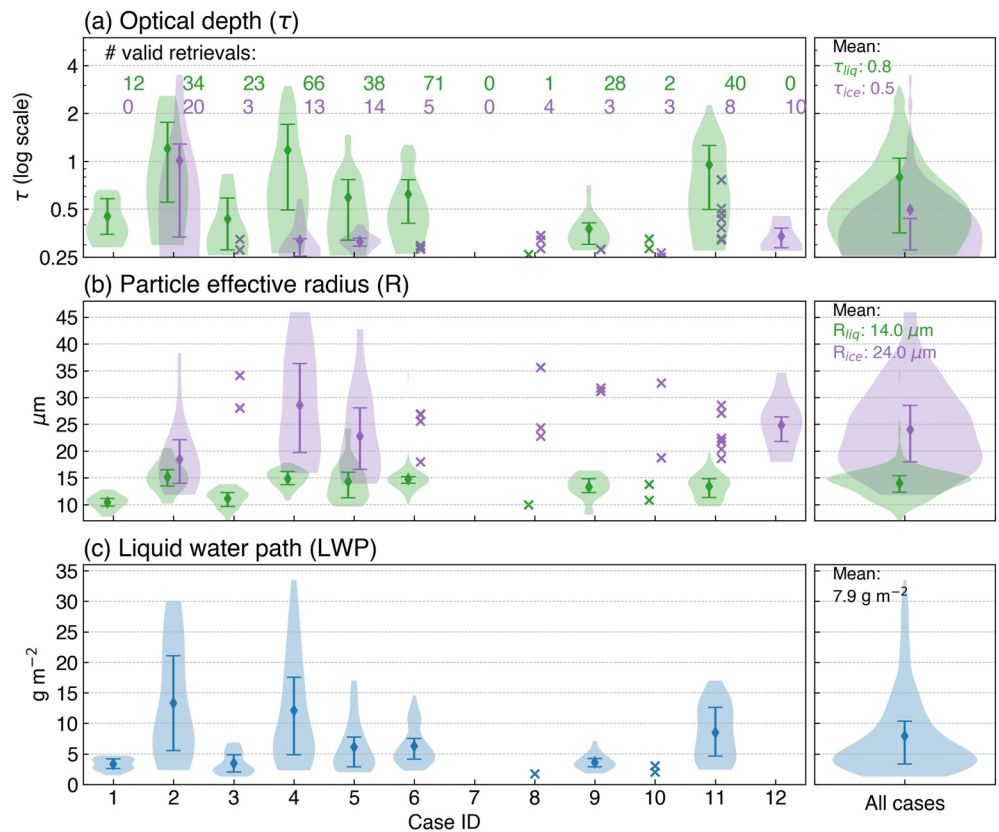 (a) Optical depth (τ)
# valid retrievals:
12 34 23 66 38 71 0 1 28 2 40 0
0 20 3 13 14 5 0 4 3 3 8 10
4
2
1
0.5
0.25
τ (log scale)
Mean:
τliq: 0.8
τice: 0.5
(b) Particle effective radius (R)
45
40
35
30
25
20
15
10
μm
Mean:
Rliq: 14.0 μm
Rice: 24.0 μm
(c) Liquid water path (LWP)
35
30
25
20
15
10
5
0
g m−2
Mean:
7.9 g m−2
1 2 3 4 5 6 7 8 9 10 11 12
Case ID
All cases